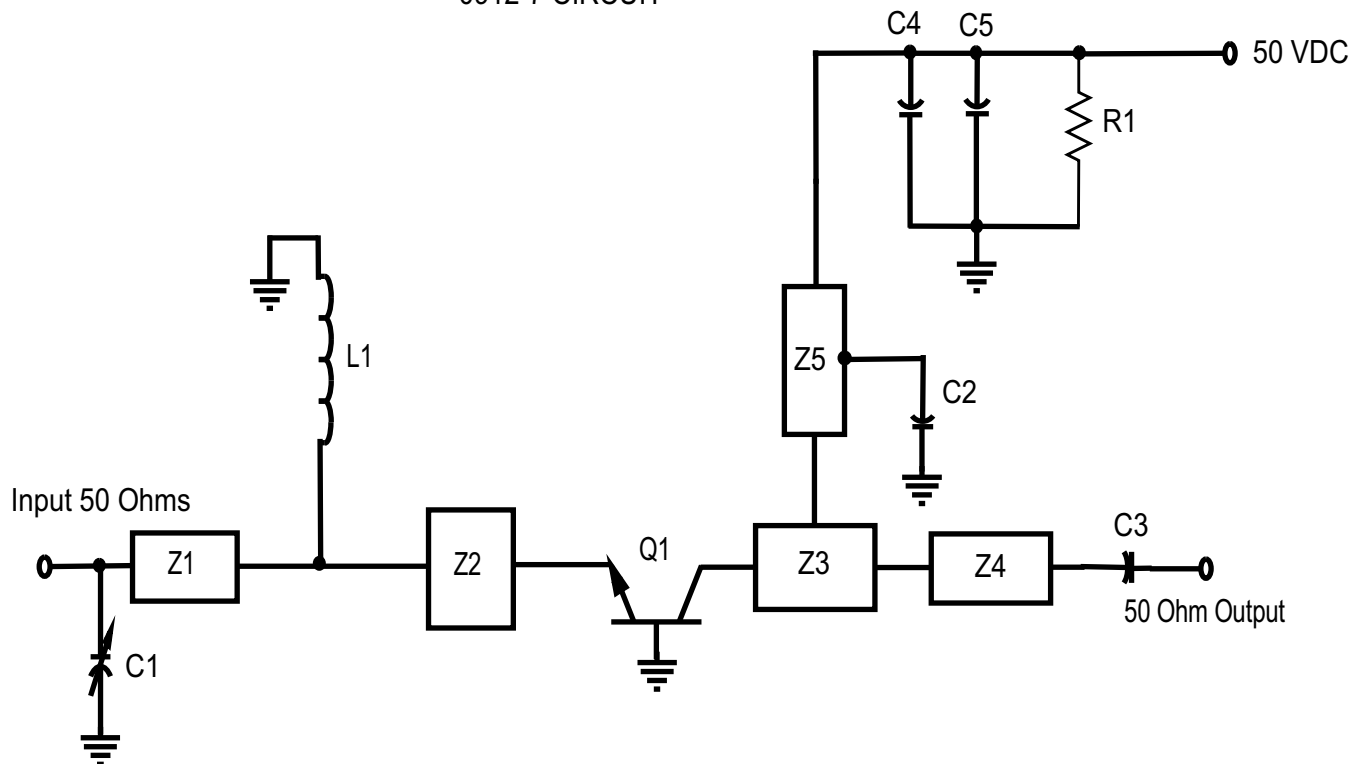 C4
C5
50 VDC
R1
L1
Z5
C2
Input 50 Ohms
Z1
Z2
Q1
Z3
Z4
C3
50 Ohm Output
C1